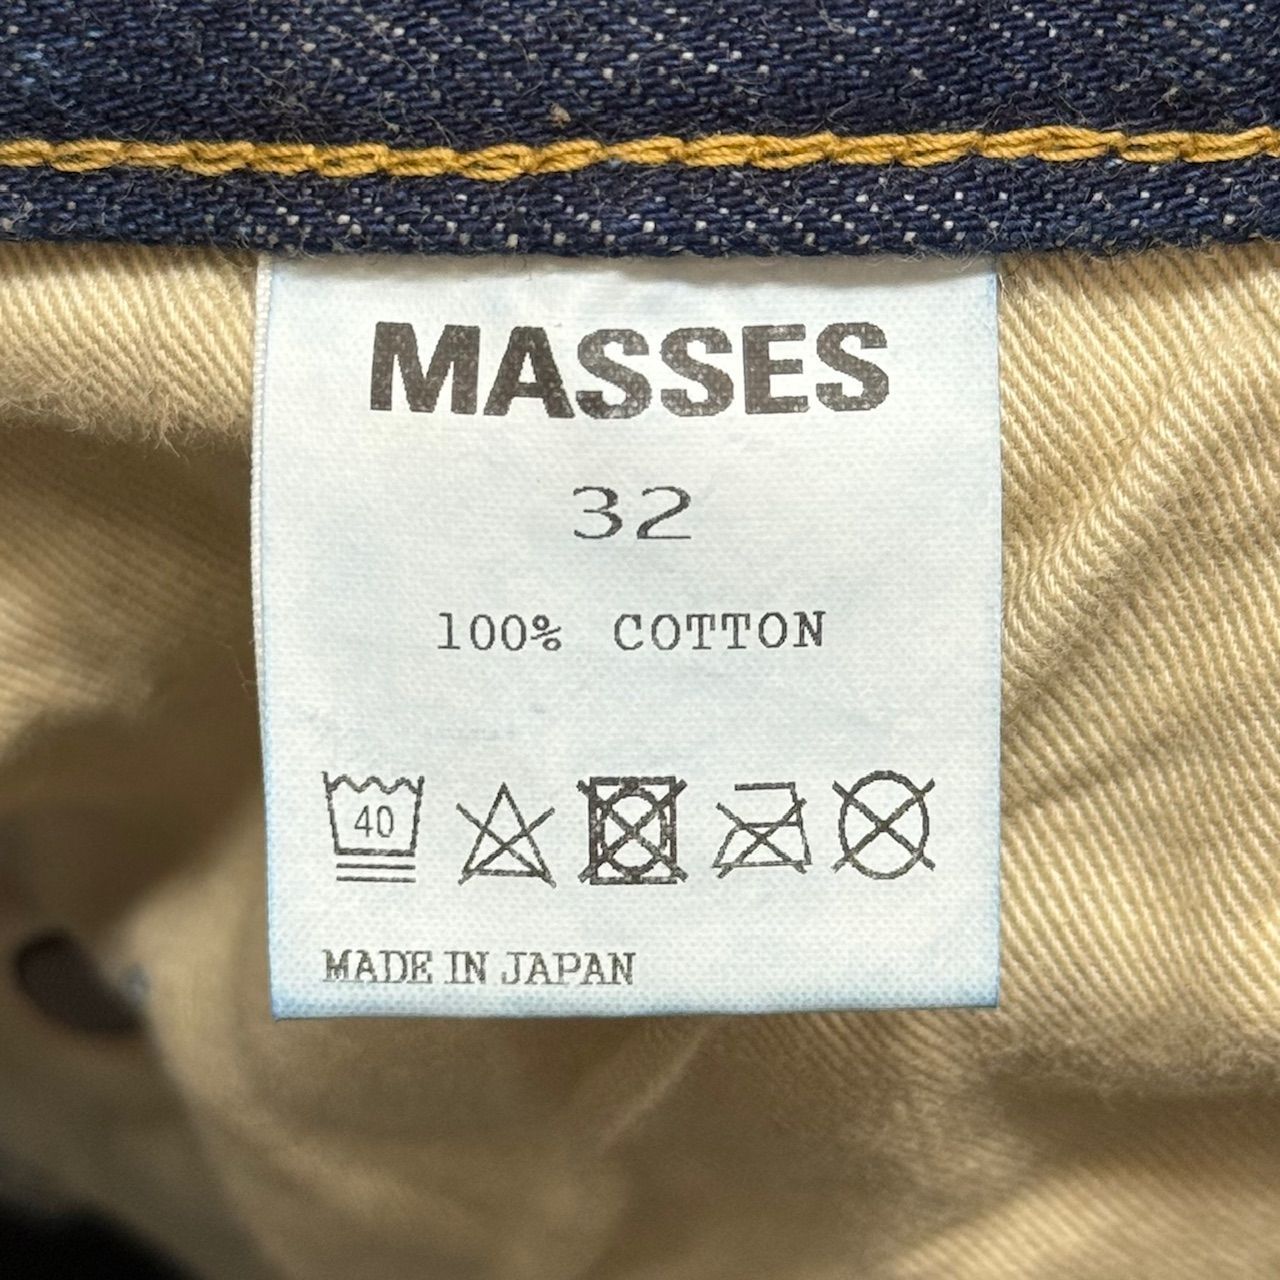 MASSES
32
100% COTTON
40
MADE IN JAPAN